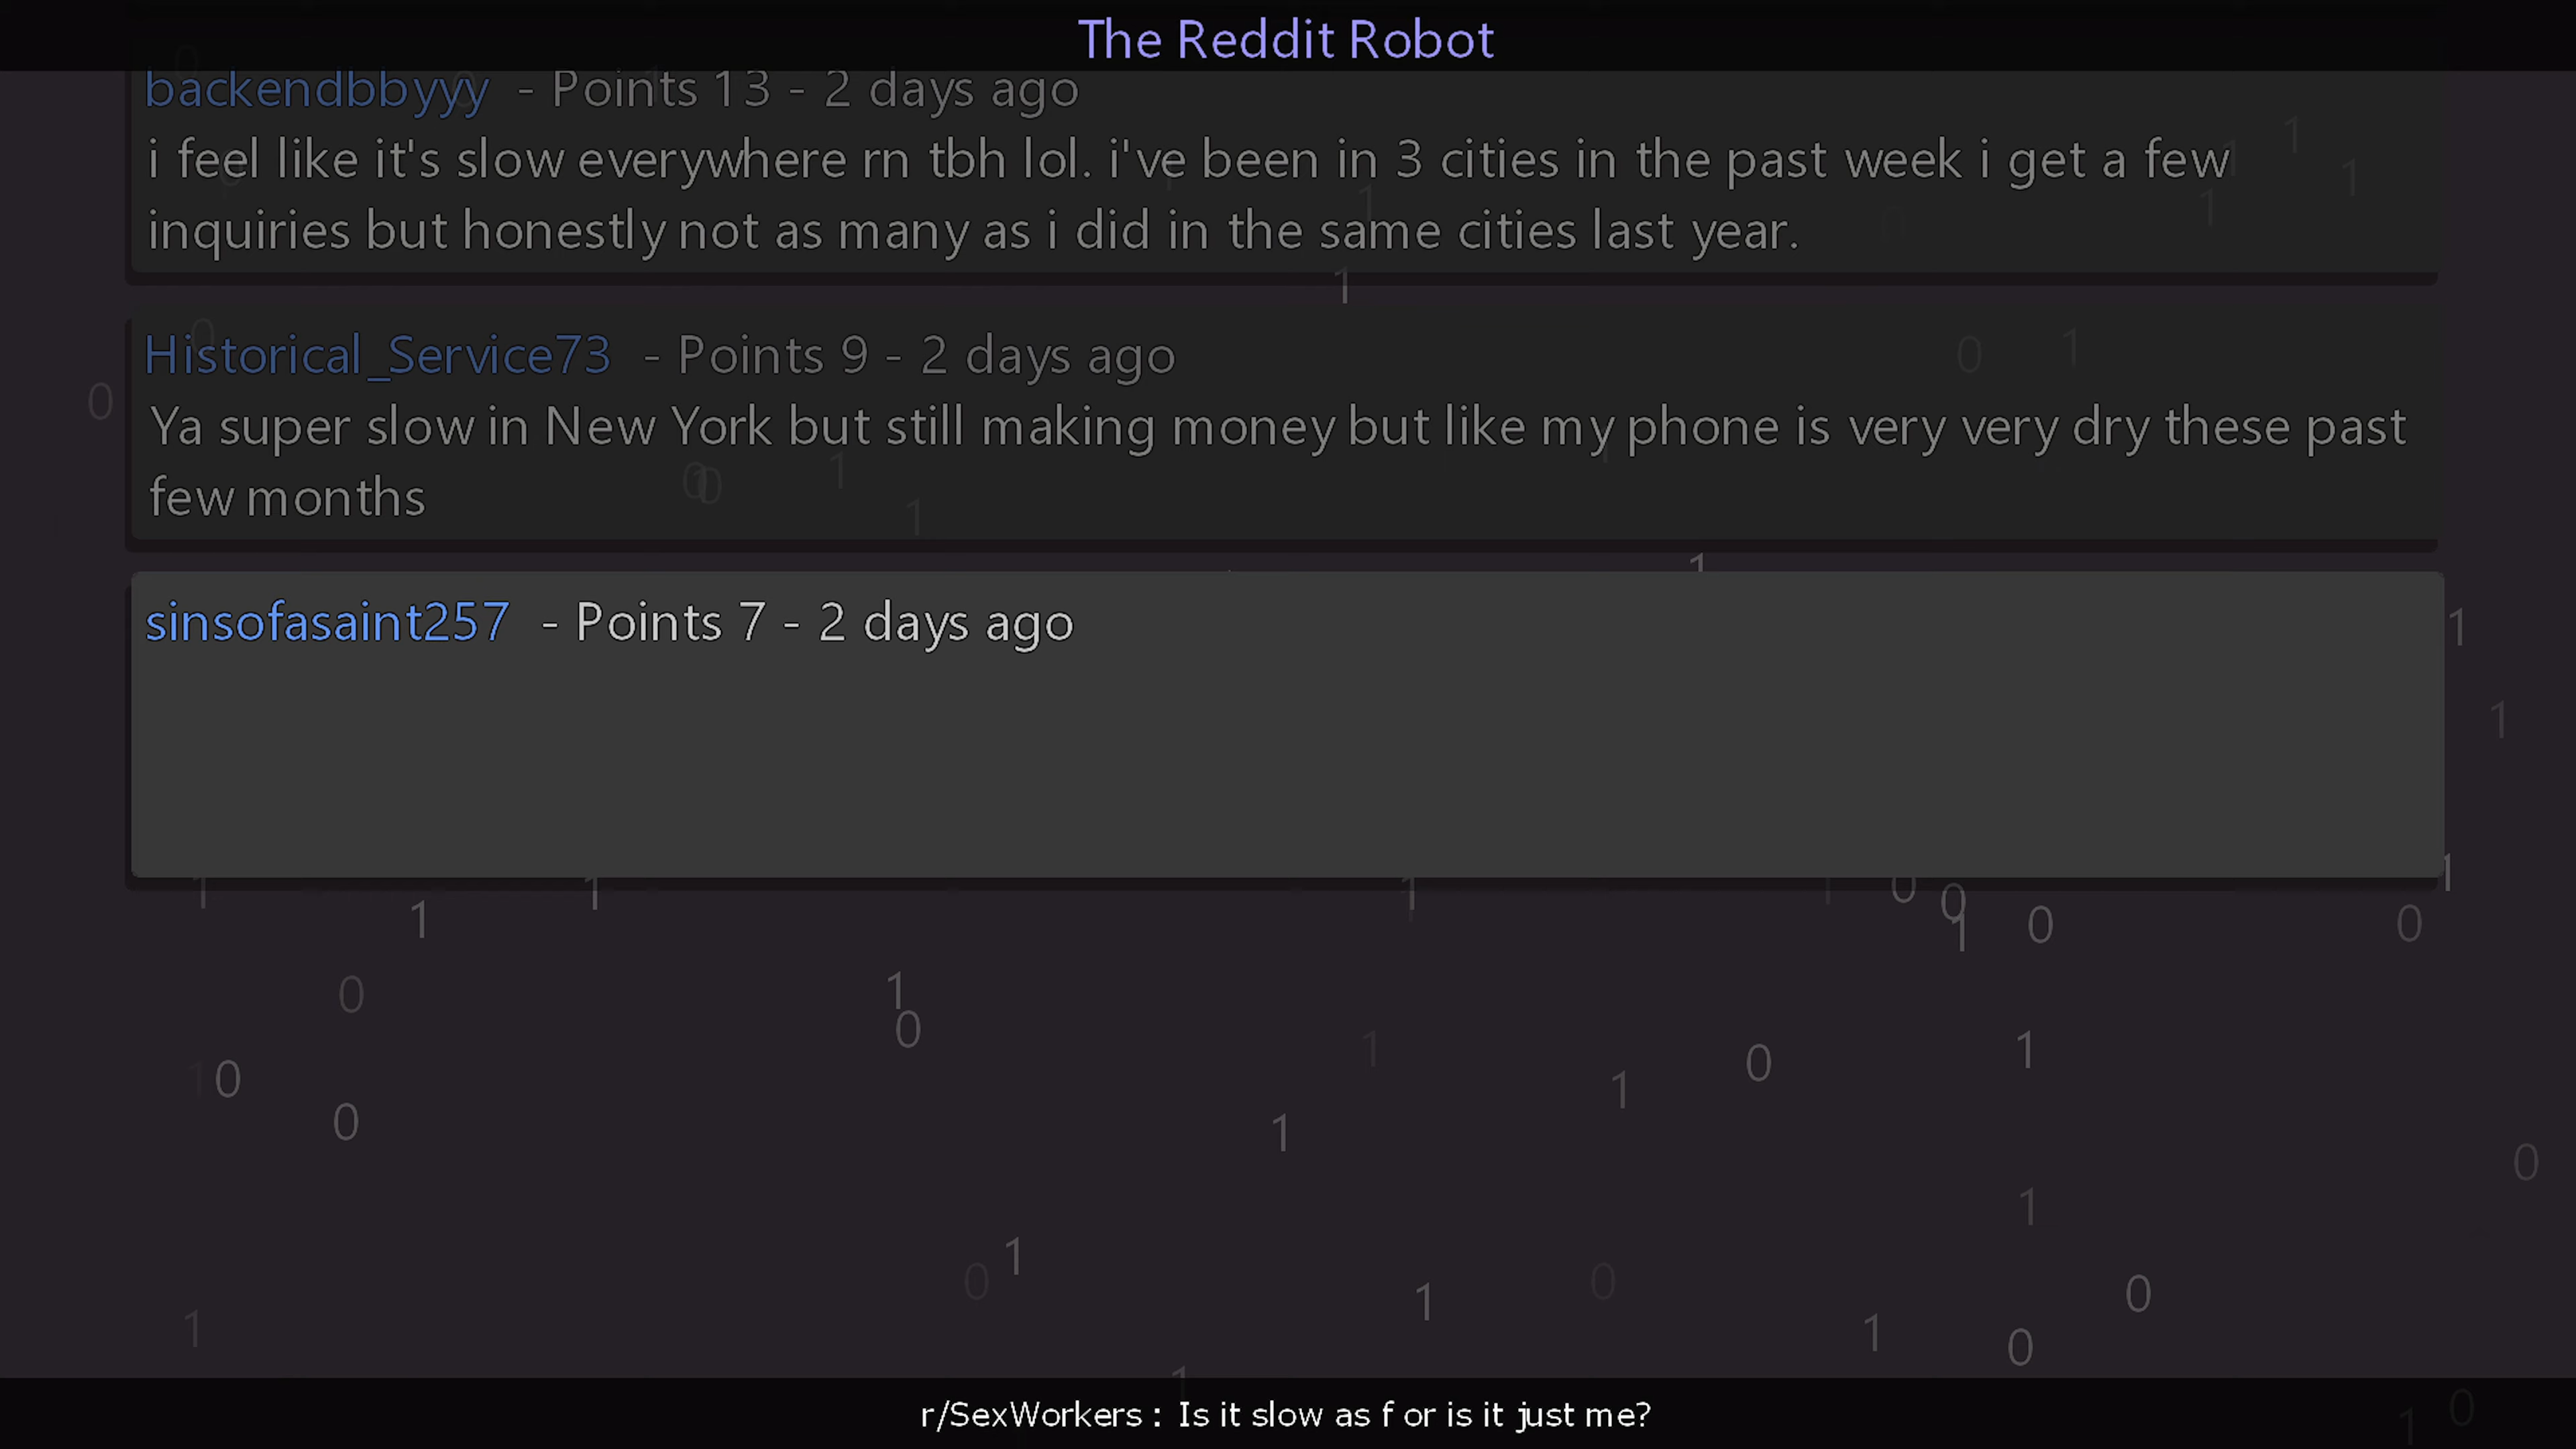 The Reddit Robot
backendbbyyy - Points 13 - 2 days ago
i feel like it's slow everywhere rn tbh lol. i've been in 3 cities in the past week i get a few
inquiries but honestly not as many as i did in the same cities last year.
Historical_Service73 - Points 9 - 2 days ago
Ya super slow in New York but still making money but like my phone is very very dry these past
few months
sinsofasaint257 - Points 7 - 2 days ago
r/SexWorkers : Is it slow as f or is it just me?